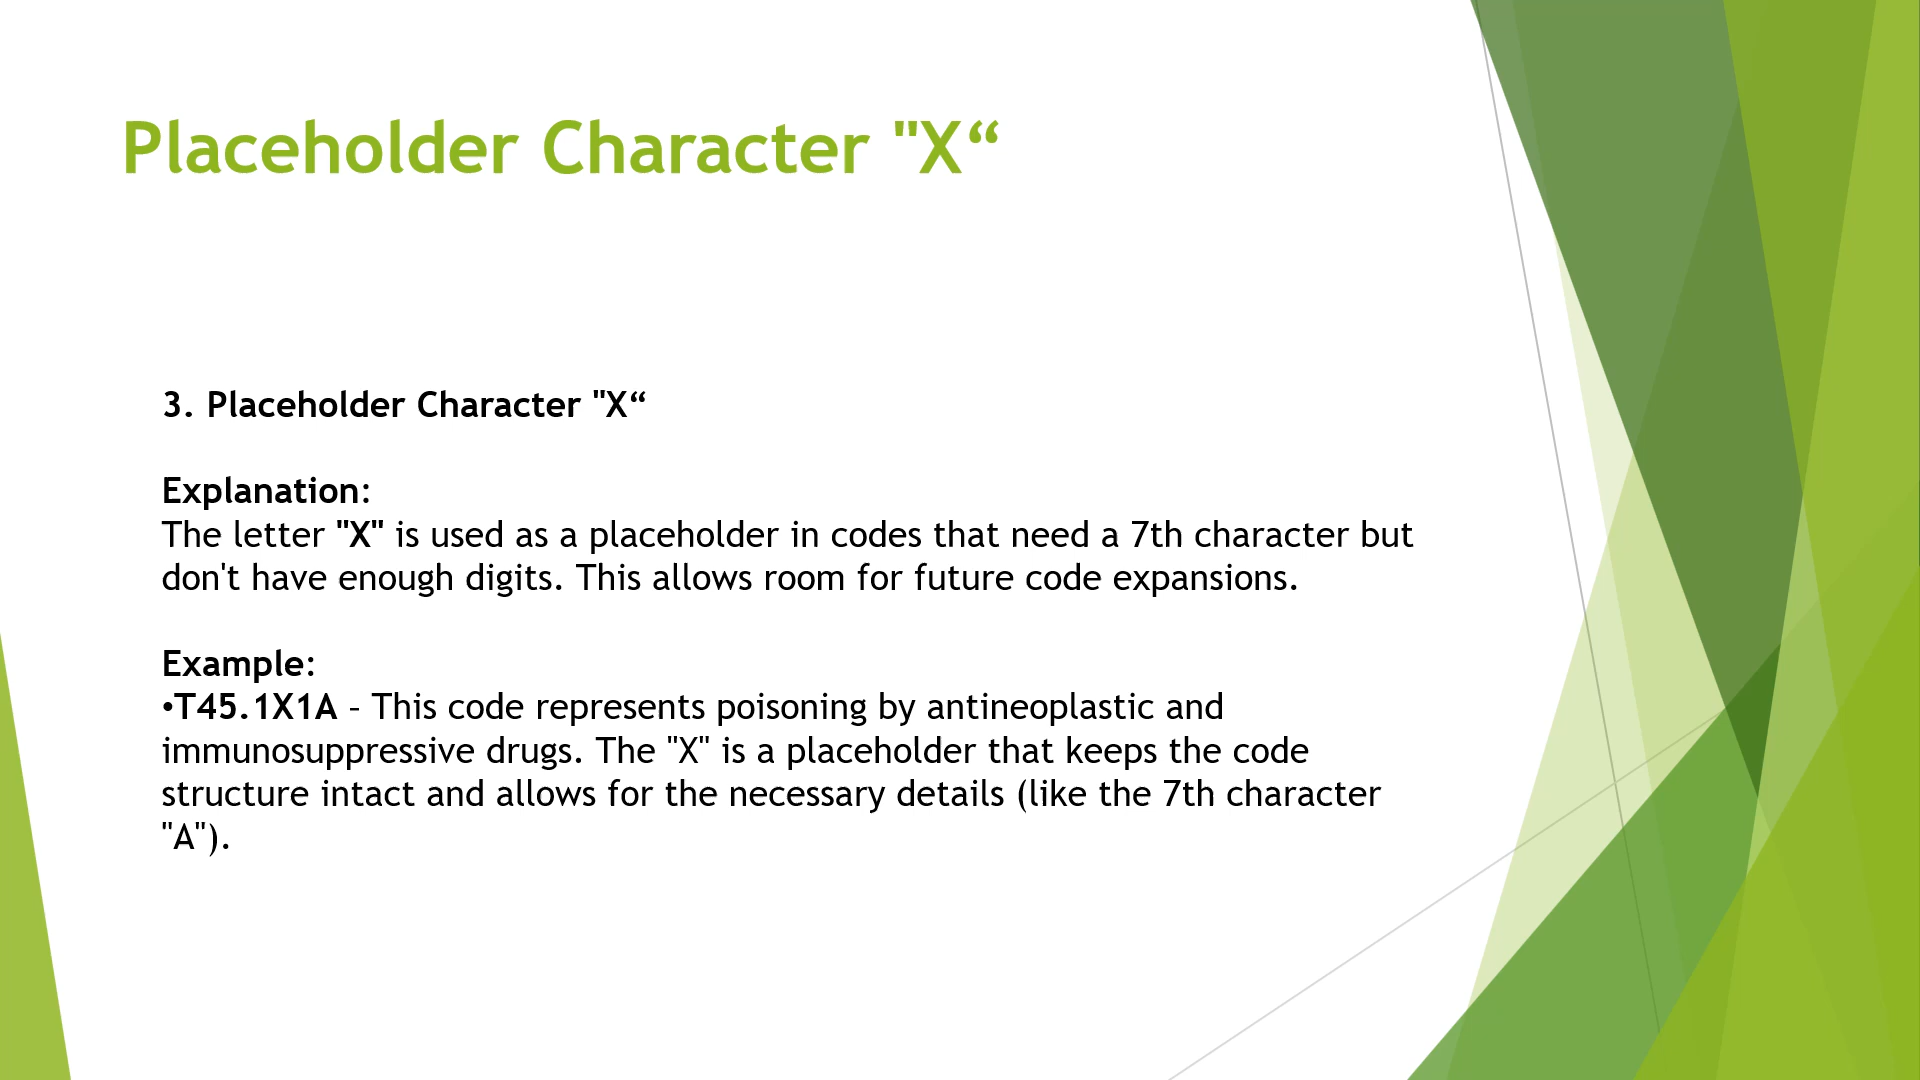 Placeholder Character "X“
3. Placeholder Character "X“
Explanation:
The letter "X" is used as a placeholder in codes that need a 7th character but
don't have enough digits. This allows room for future code expansions.
Example:
•T45.1X1A – This code represents poisoning by antineoplastic and
immunosuppressive drugs. The "X" is a placeholder that keeps the code
structure intact and allows for the necessary details (like the 7th character
"A").